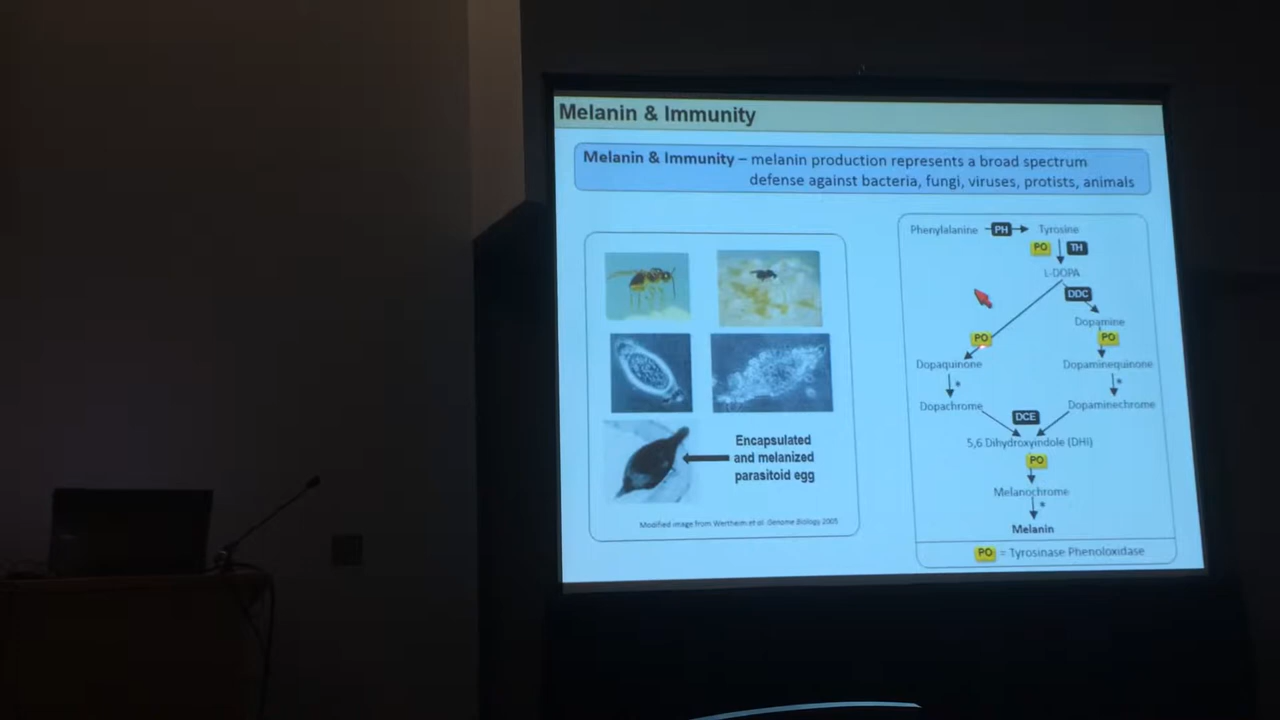 Melanin & Immunity
Melanin & Immunity – melanin production represents a broad spectrum
defense against bacteria, fungi, viruses, protists, animals
Encapsulated
and melanized
parasitoid egg
Modified image from Wertheim et al. Genome Biology 2005
Phenylalanine PH Tyrosine
PO TH
L-DOPA
DDC
Dopamine
PO PO
Dopaquinone Dopaminequinone
* *
Dopachrome Dopaminechrome
DCE
5,6 Dihydroxyindole (DHI)
PO
Melanochrome
*
Melanin
PO = Tyrosinase Phenoloxidase